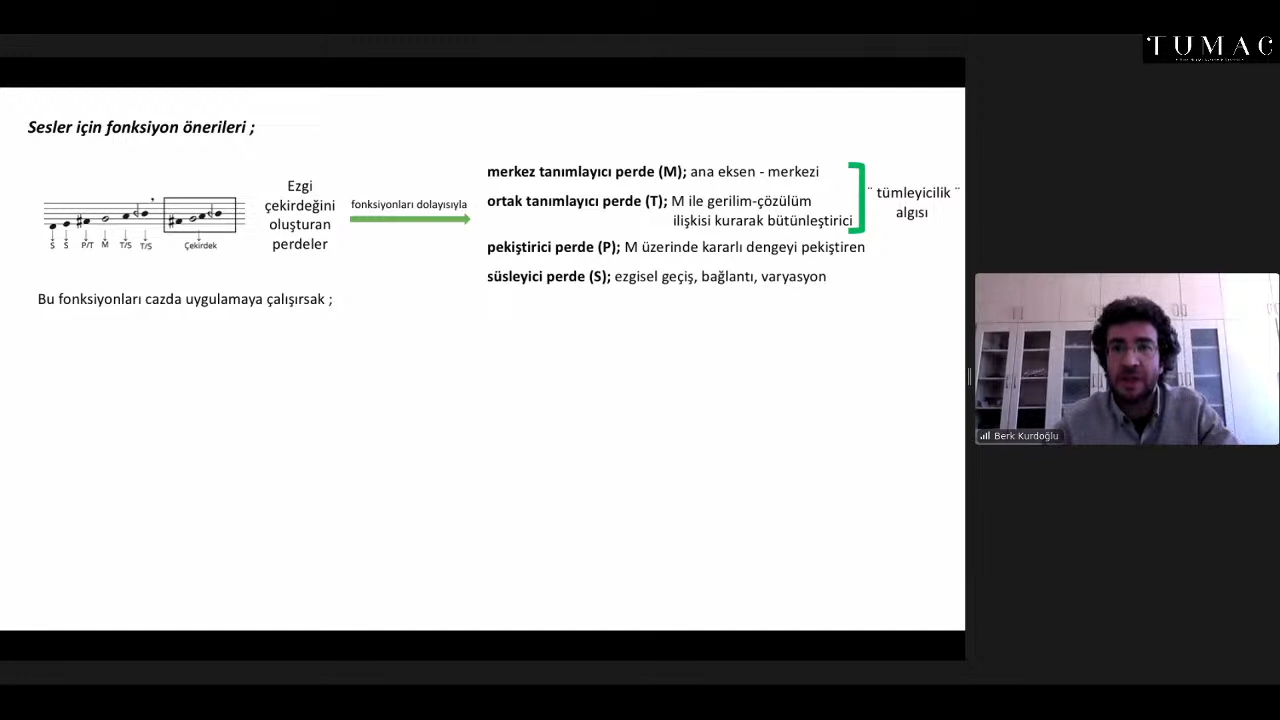 TUMAC
Sesler için fonksiyon önerileri ;
S S P/T M T/S T/S Çekirdek
Ezgi
çekirdeğini
oluşturan
perdeler
fonksiyonları dolayısıyla
merkez tanımlayıcı perde (M); ana eksen - merkezi
ortak tanımlayıcı perde (T); M ile gerilim-çözülüm
ilişkisi kurarak bütünleştirici
pekiştirici perde (P); M üzerinde kararlı dengeyi pekiştiren
süsleyici perde (S); ezgisel geçiş, bağlantı, varyasyon
¨ tümleyicilik ¨
algısı
Bu fonksiyonları cazda uygulamaya çalışırsak ;
Berk Kurdoğlu